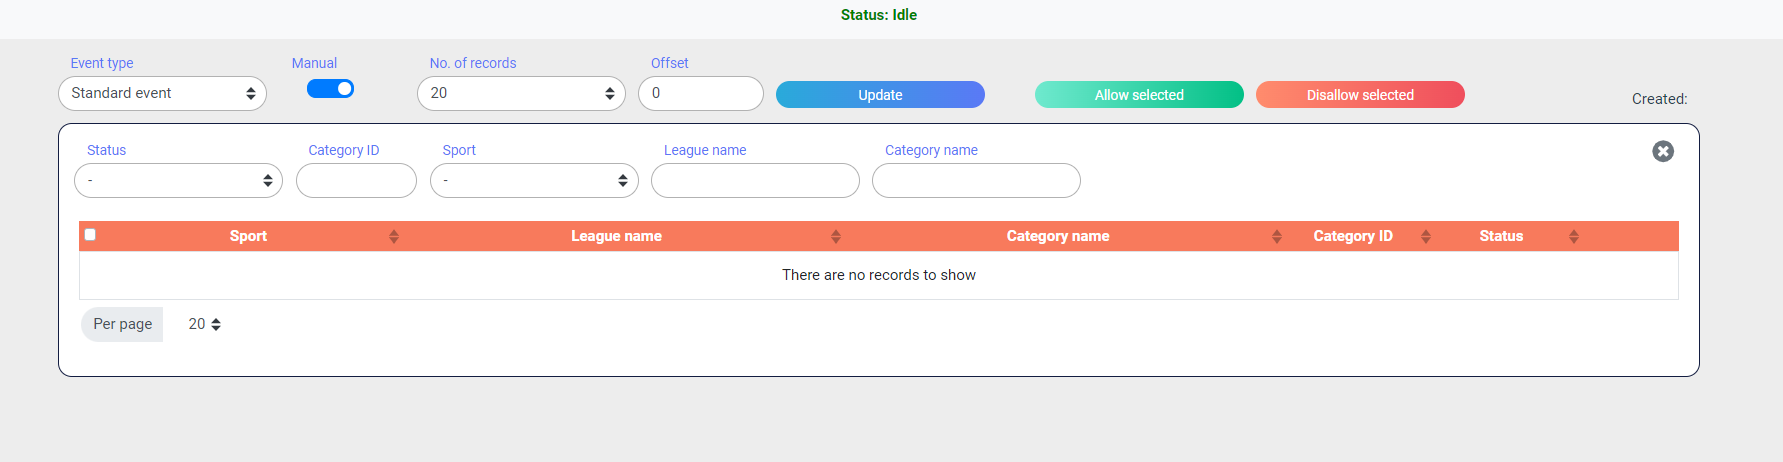 Status: Idle
Event type
Manual
No. of records
Offset
Standard event
20
0
Update
Allow selected
Disallow selected
Created:
Status
Category ID
Sport
League name
Category name
-
-
Sport
League name
Category name
Category ID
Status
There are no records to show
Per page
20